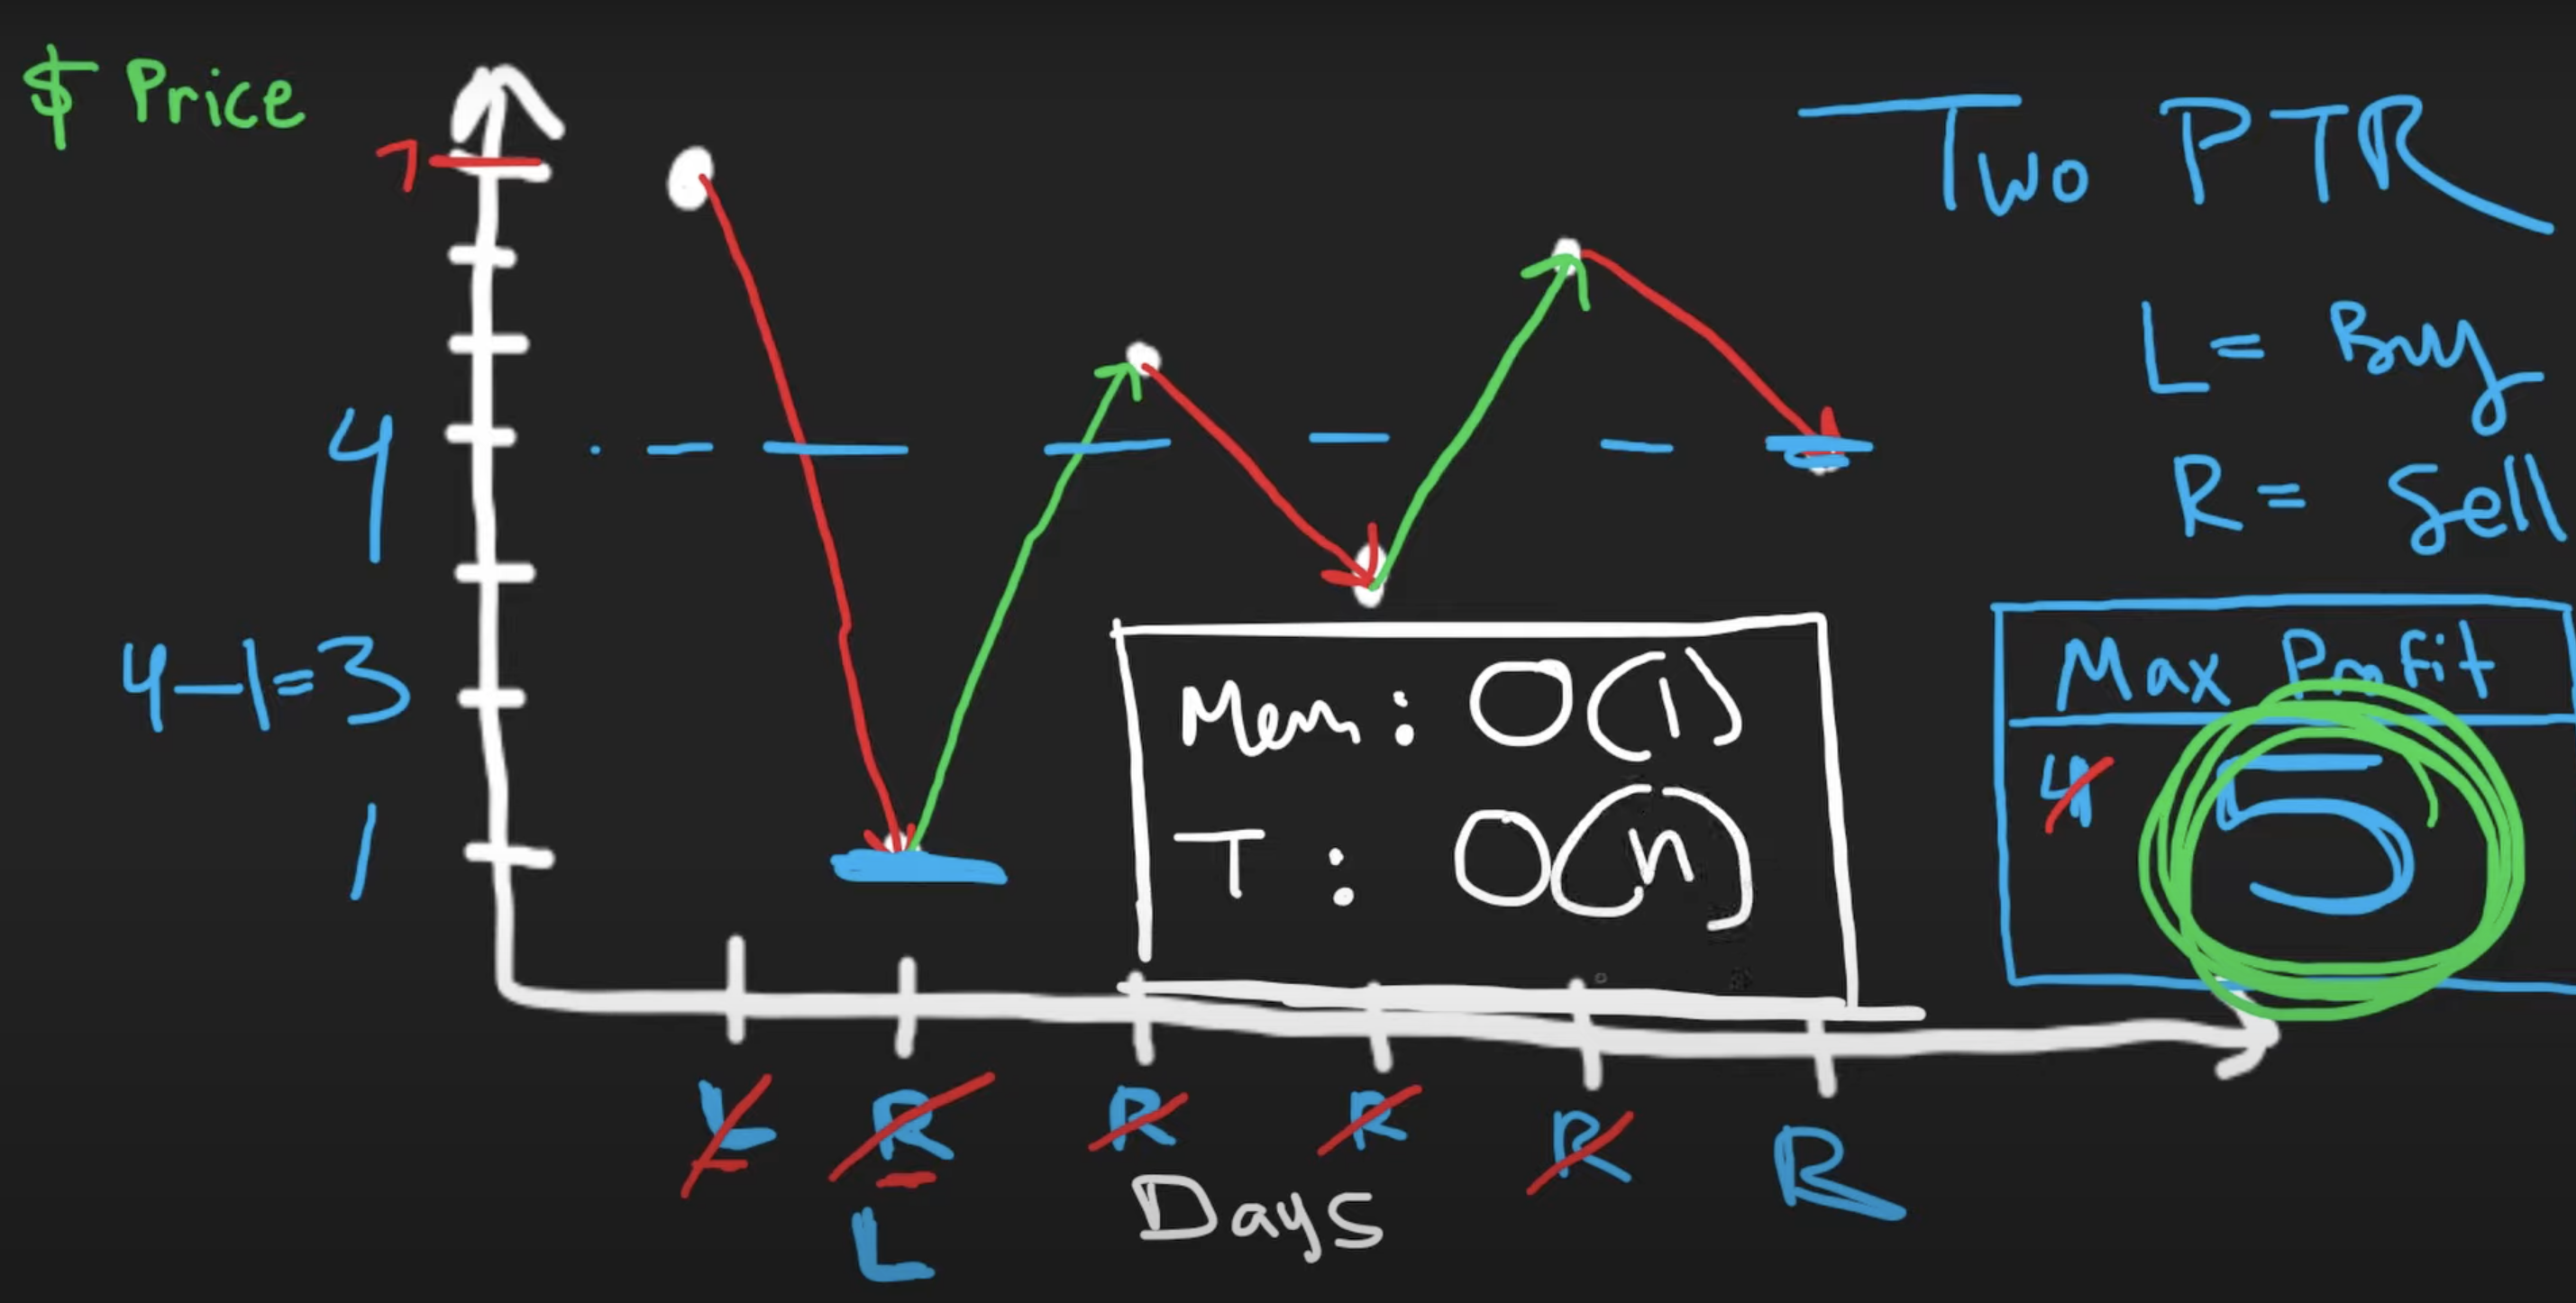 $ Price
7
Two PTR
L = Buy
R = Sell
4
4-1=3
1
Mem: O(1)
T: O(n)
Max Profit
4 5
L R R R R R
L
Days